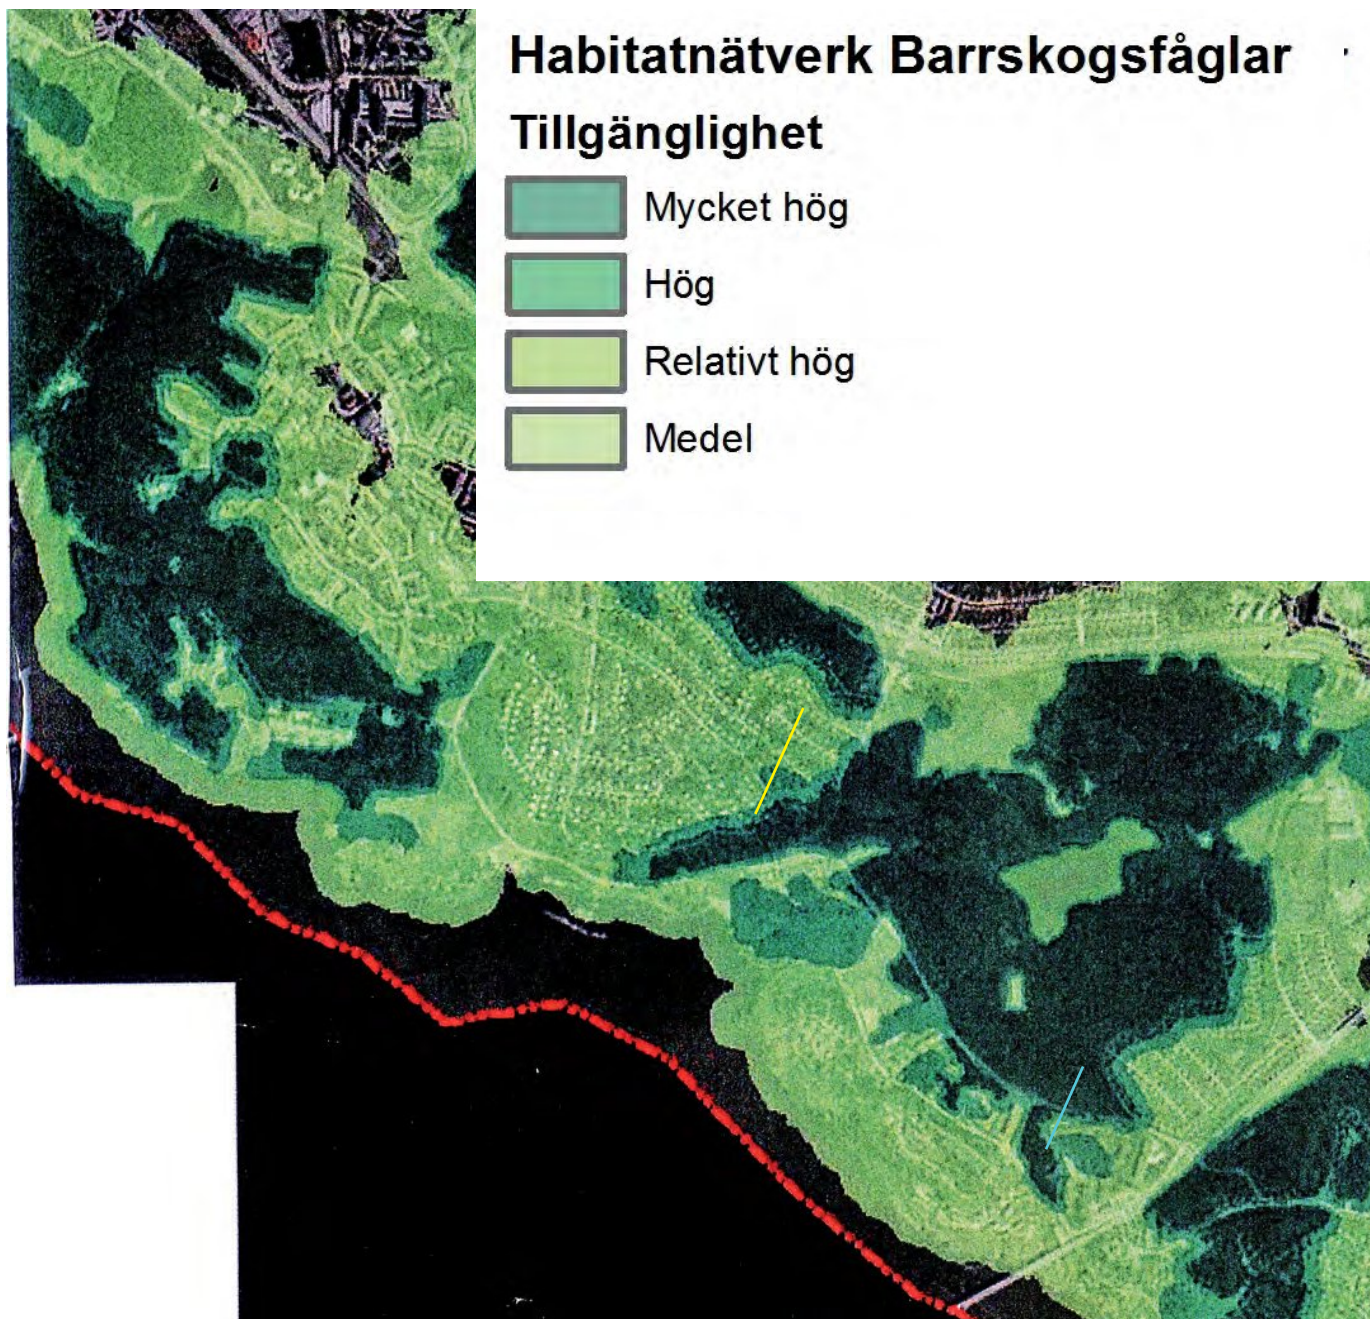 Habitatnätverk Barrskogsfåglar
Tillgänglighet
Mycket hög
Hög
Relativt hög
Medel